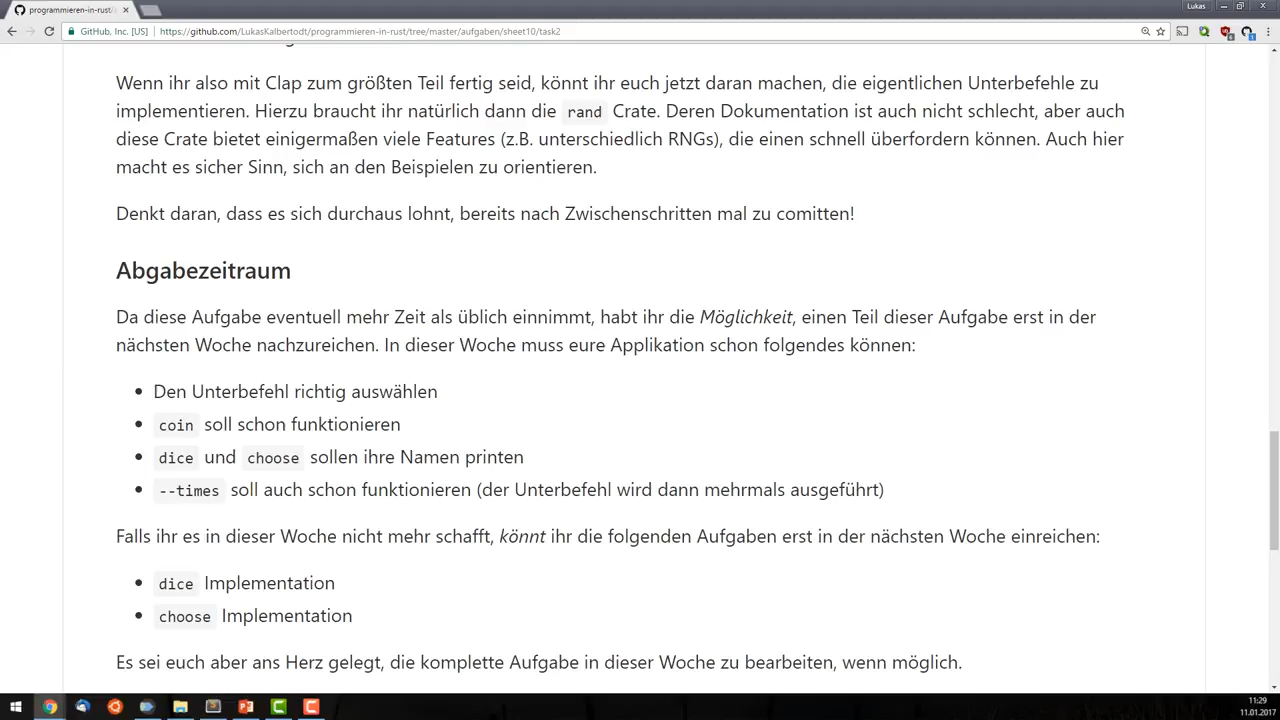 programmieren-in-rust/
Lukas
GitHub, Inc. [US]
https://github.com/LukasKalbertodt/programmieren-in-rust/tree/master/aufgaben/sheet10/task2
Wenn ihr also mit Clap zum größten Teil fertig seid, könnt ihr euch jetzt daran machen, die eigentlichen Unterbefehle zu
implementieren. Hierzu braucht ihr natürlich dann die rand Crate. Deren Dokumentation ist auch nicht schlecht, aber auch
diese Crate bietet einigermaßen viele Features (z.B. unterschiedlich RNGs), die einen schnell überfordern können. Auch hier
macht es sicher Sinn, sich an den Beispielen zu orientieren.
Denkt daran, dass es sich durchaus lohnt, bereits nach Zwischenschritten mal zu comitten!
Abgabezeitraum
Da diese Aufgabe eventuell mehr Zeit als üblich einnimmt, habt ihr die Möglichkeit, einen Teil dieser Aufgabe erst in der
nächsten Woche nachzureichen. In dieser Woche muss eure Applikation schon folgendes können:
• Den Unterbefehl richtig auswählen
• coin soll schon funktionieren
• dice und choose sollen ihre Namen printen
• --times soll auch schon funktionieren (der Unterbefehl wird dann mehrmals ausgeführt)
Falls ihr es in dieser Woche nicht mehr schafft, könnt ihr die folgenden Aufgaben erst in der nächsten Woche einreichen:
• dice Implementation
• choose Implementation
Es sei euch aber ans Herz gelegt, die komplette Aufgabe in dieser Woche zu bearbeiten, wenn möglich.
11:29
11.01.2017